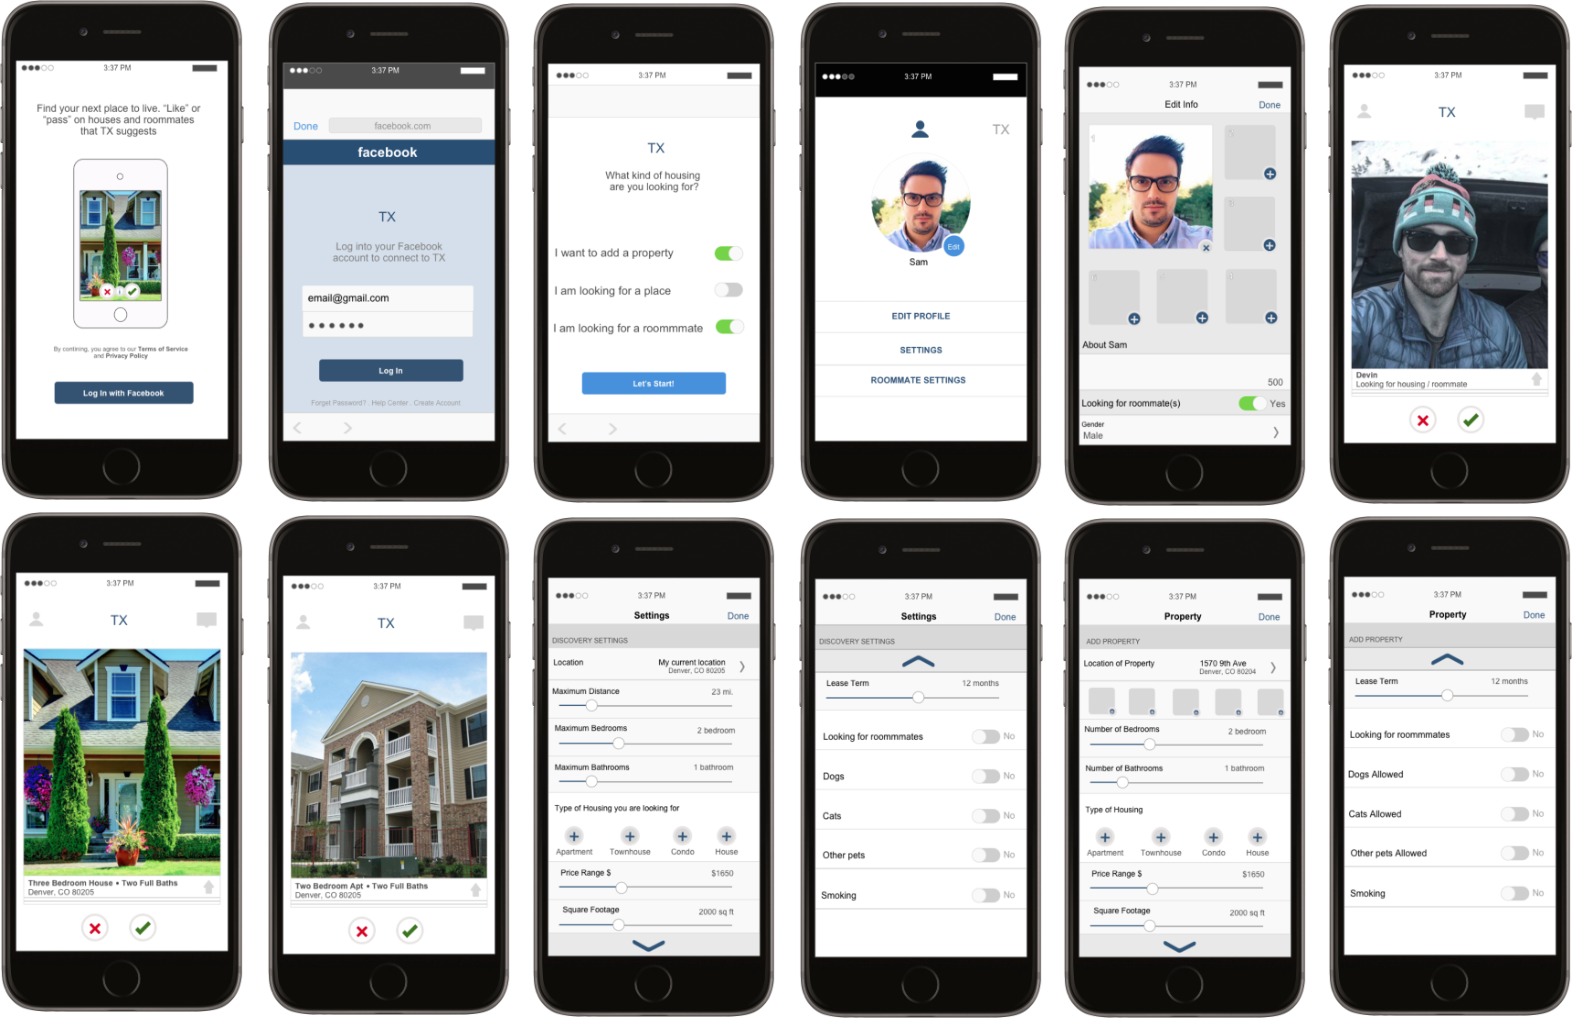 3:37 PM
Find your next place to live. “Like” or
“pass” on houses and roommates
that TX suggests
By contining, you agree to our Terms of Service
and Privacy Policy
Log In with Facebook
3:37 PM
Done
facebook.com
facebook
TX
Log into your Facebook
account to connect to TX
email@gmail.com
Log In
Forget Password? . Help Center . Create Account
3:37 PM
TX
What kind of housing
are you looking for?
I want to add a property
I am looking for a place
I am looking for a roommmate
Let's Start!
3:37 PM
TX
Edit
Sam
EDIT PROFILE
SETTINGS
ROOMMATE SETTINGS
3:37 PM
Edit Info
Done
About Sam
500
Looking for roommate(s)
Yes
Gender
Male
3:37 PM
TX
Devin
Looking for housing / roommate
3:37 PM
TX
Three Bedroom House • Two Full Baths
Denver, CO 80205
3:37 PM
TX
Two Bedroom Apt • Two Full Baths
Denver, CO 80205
3:37 PM
Settings
Done
DISCOVERY SETTINGS
Location
My current location
Denver, CO 80205
Maximum Distance
23 mi.
Maximum Bedrooms
2 bedroom
Maximum Bathrooms
1 bathroom
Type of Housing you are looking for
Apartment
Townhouse
Condo
House
Price Range $
$1650
Square Footage
2000 sq ft
3:37 PM
Settings
Done
DISCOVERY SETTINGS
Lease Term
12 months
Looking for roommmates
No
Dogs
No
Cats
No
Other pets
No
Smoking
No
3:37 PM
Property
Done
ADD PROPERTY
Location of Property
1570 9th Ave
Denver, CO 80204
Number of Bedrooms
2 bedroom
Number of Bathrooms
1 bathroom
Type of Housing
Apartment
Townhouse
Condo
House
Price Range $
$1650
Square Footage
2000 sq ft
3:37 PM
Property
Done
ADD PROPERTY
Lease Term
12 months
Looking for roommmates
No
Dogs Allowed
No
Cats Allowed
No
Other pets Allowed
No
Smoking
No